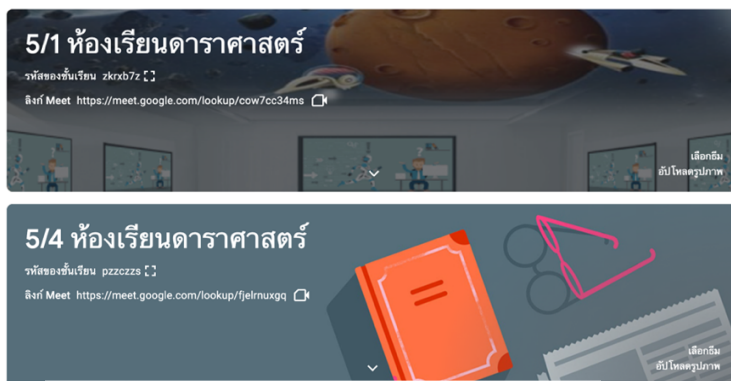 5/1 ห้องเรียนดาราศาสตร์
รหัสของชั้นเรียน zkrxb7z
ลิงก์ Meet https://meet.google.com/lookup/cow7cc34ms
เลือกธีม
อัปโหลดรูปภาพ
5/4 ห้องเรียนดาราศาสตร์
รหัสของชั้นเรียน pzzczzs
ลิงก์ Meet https://meet.google.com/lookup/fjelrnuxgq
เลือกธีม
อัปโหลดรูปภาพ